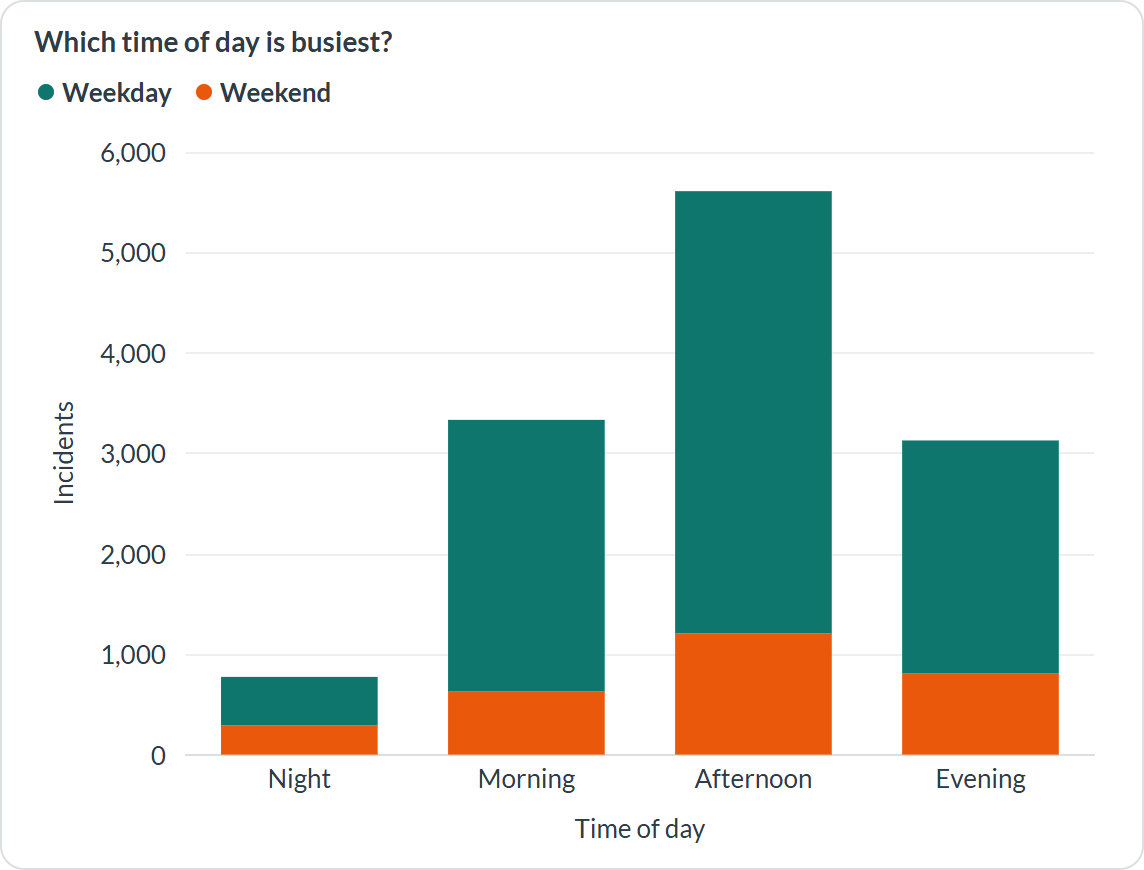 Which time of day is busiest?
Weekday Weekend
6,000
5,000
4,000
3,000
2,000
1,000
0
Incidents
Night Morning Afternoon Evening
Time of day